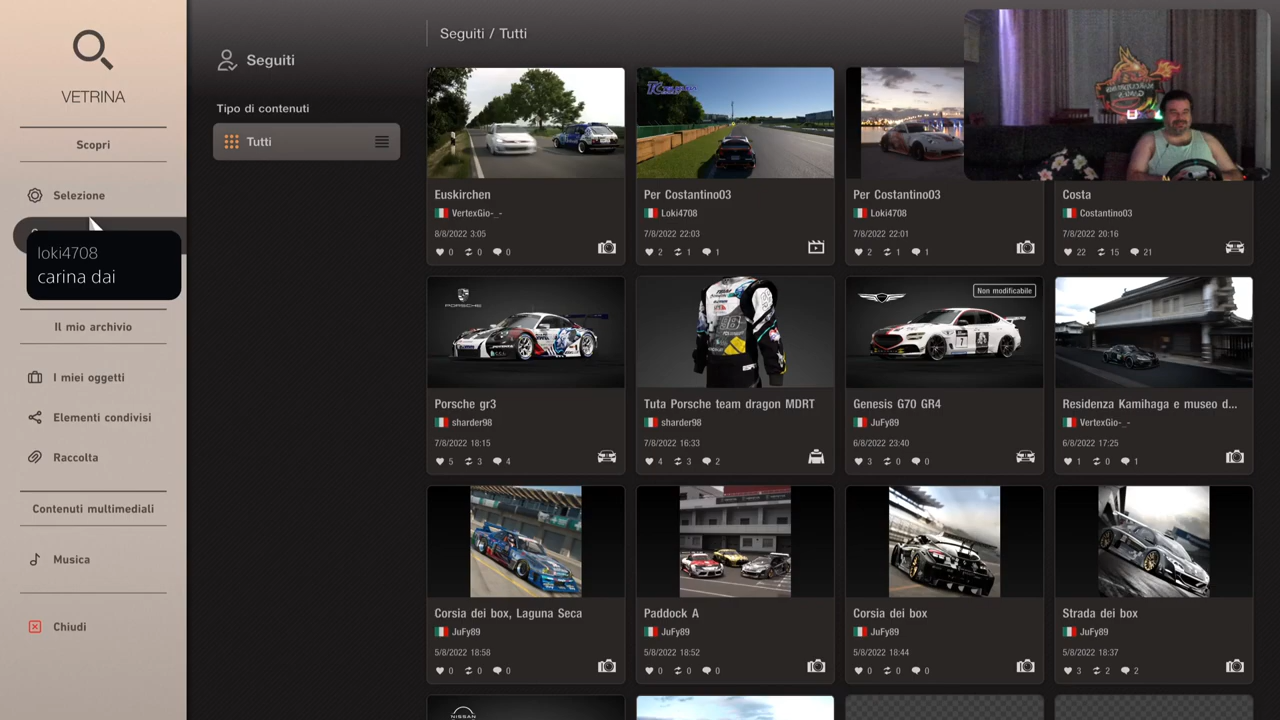 VETRINA
Scopri
Selezione
loki4708
carina dai
Il mio archivio
I miei oggetti
Elementi condivisi
Raccolta
Contenuti multimediali
Musica
Chiudi
Seguiti
Tipo di contenuti
Tutti
Seguiti / Tutti
Euskirchen
VertexGio-_-
8/8/2022 3:05
0 0 0
Per Costantino03
Loki4708
7/8/2022 22:03
2 1 1
Per Costantino03
Loki4708
7/8/2022 22:01
2 1 1
Costa
Costantino03
7/8/2022 20:16
22 15 21
PORSCHE
Porsche gr3
sharder98
7/8/2022 18:15
5 3 4
98
Tuta Porsche team dragon MDRT
sharder98
7/8/2022 16:33
4 3 2
Non modificabile
7
Genesis G70 GR4
JuFy89
6/8/2022 23:40
3 0 0
Residenza Kamihaga e museo d...
VertexGio-_-
6/8/2022 17:25
1 0 1
Corsia dei box, Laguna Seca
JuFy89
5/8/2022 18:58
0 0 0
Paddock A
JuFy89
5/8/2022 18:52
0 0 0
Corsia dei box
JuFy89
5/8/2022 18:44
0 0 0
Strada dei box
JuFy89
5/8/2022 18:37
3 2 2
NISSAN